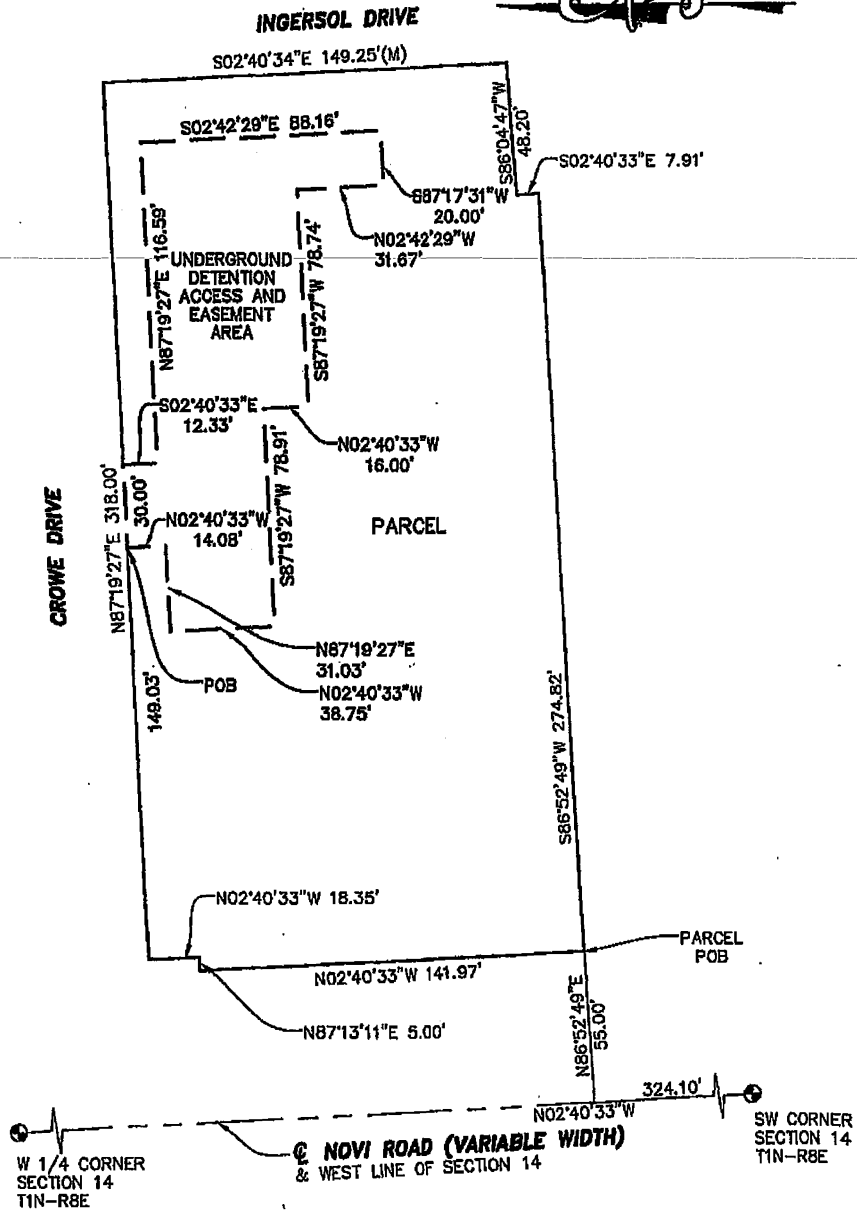 INGERSOL DRIVE
S02°40'34"E 149.25'(M)
S02°42'29"E 88.16'
S86°04'47"W
48.20'
S02°40'33"E 7.91'
S87°17'31"W
20.00'
N02°42'29"W
31.67'
N87°19'27"E 116.59'
UNDERGROUND
DETENTION
ACCESS AND
EASEMENT
AREA
S87°19'27"W 78.74'
S02°40'33"E
12.33'
N02°40'33"W
16.00'
CROWE DRIVE
N87°19'27"E 318.00'
30.00'
N02°40'33"W
14.08'
S87°19'27"W 78.91'
PARCEL
N87°19'27"E
31.03'
N02°40'33"W
38.75'
POB
149.03'
S86°52'49"W 274.82'
N02°40'33"W 18.35'
PARCEL
POB
N02°40'33"W 141.97'
N87°13'11"E 5.00'
N86°52'49"E
55.00'
324.10'
N02°40'33"W
SW CORNER
SECTION 14
T1N-R8E
℄ NOVI ROAD (VARIABLE WIDTH)
& WEST LINE OF SECTION 14
W 1/4 CORNER
SECTION 14
T1N-R8E